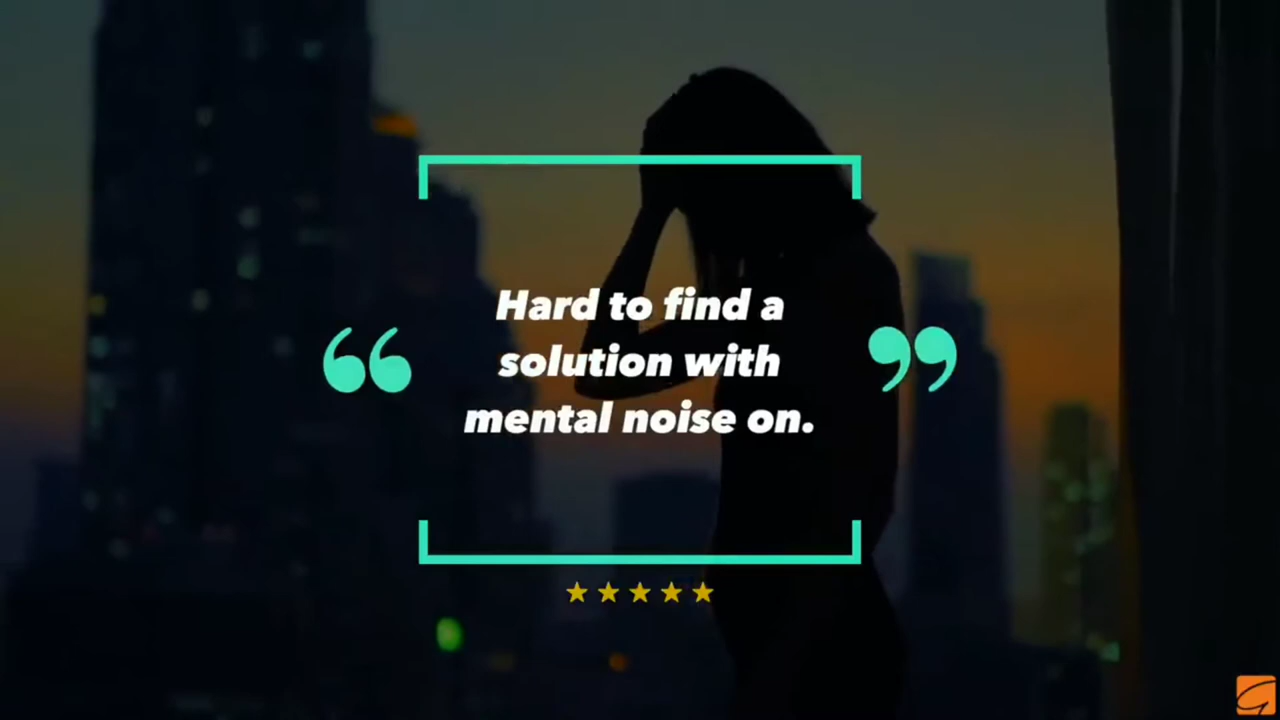 Hard to find a
solution with
mental noise on.